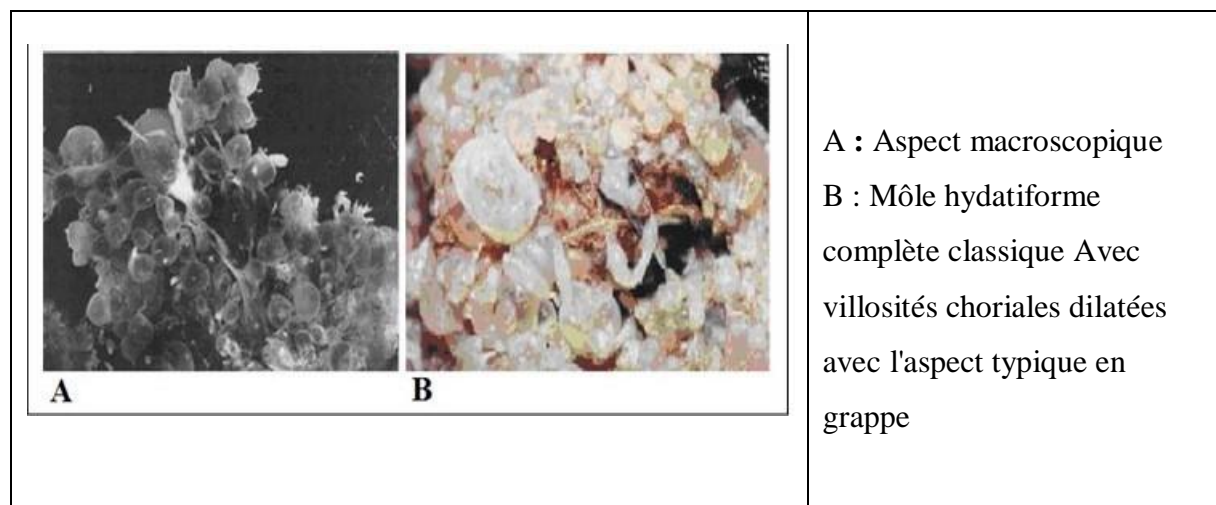 A
B
A : Aspect macroscopique
B : Môle hydatiforme
complète classique Avec
villosités choriales dilatées
avec l'aspect typique en
grappe